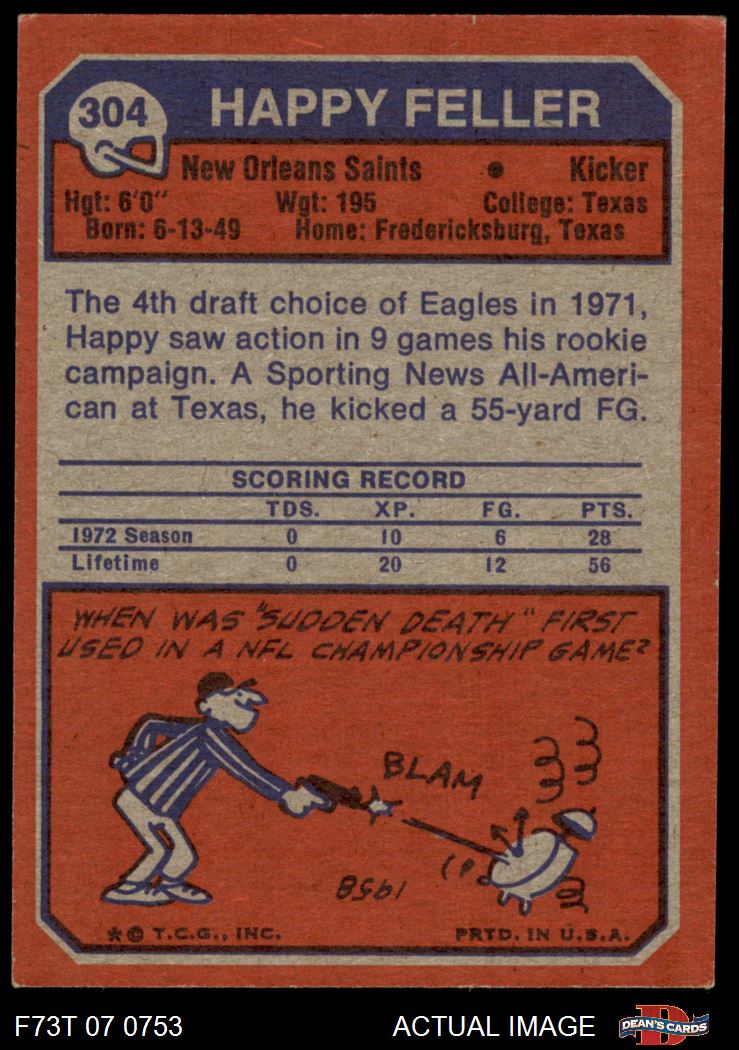 304
HAPPY FELLER
New Orleans Saints • Kicker
Hgt: 6'0" Wgt: 195 College: Texas
Born: 6-13-49 Home: Fredericksburg, Texas
The 4th draft choice of Eagles in 1971,
Happy saw action in 9 games his rookie
campaign. A Sporting News All-Ameri-
can at Texas, he kicked a 55-yard FG.
SCORING RECORD
TDS. XP. FG. PTS.
1972 Season 0 10 6 28
Lifetime 0 20 12 56
WHEN WAS "SUDDEN DEATH" FIRST
USED IN A NFL CHAMPIONSHIP GAME?
BLAM
1958
* © T.C.G., INC. PRTD. IN U.S.A.
F73T 07 0753 ACTUAL IMAGE D DEAN'S CARDS